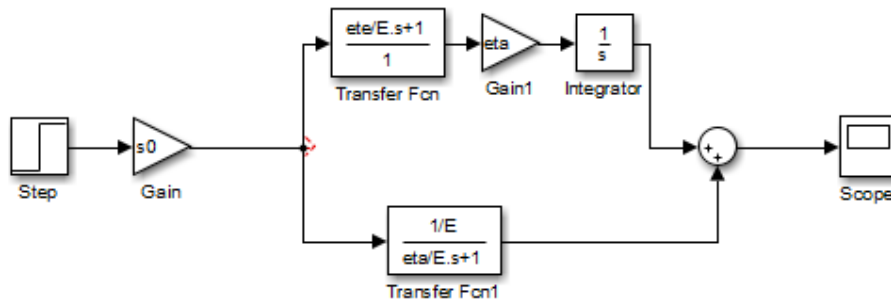 ete/E.s+1
1
Transfer Fcn
eta
Gain1
1
s
Integrator
Step
s0
Gain
1/E
eta/E.s+1
Transfer Fcn1
+
+
Scope